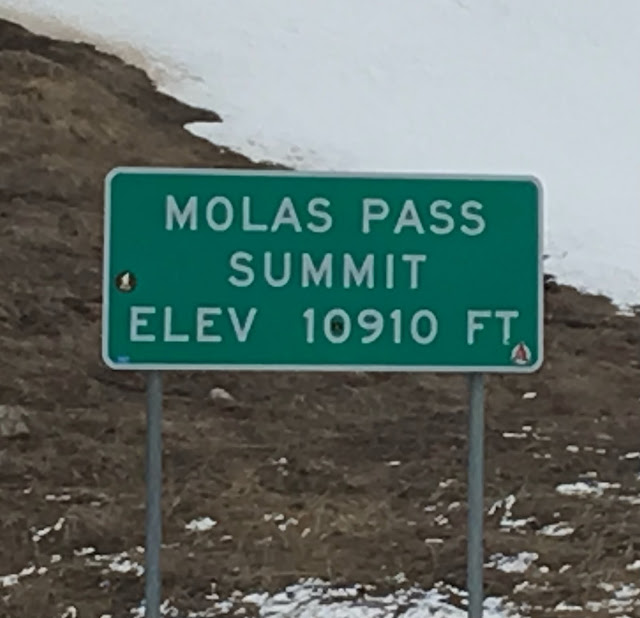 MOLAS PASS
SUMMIT
ELEV 10910 FT